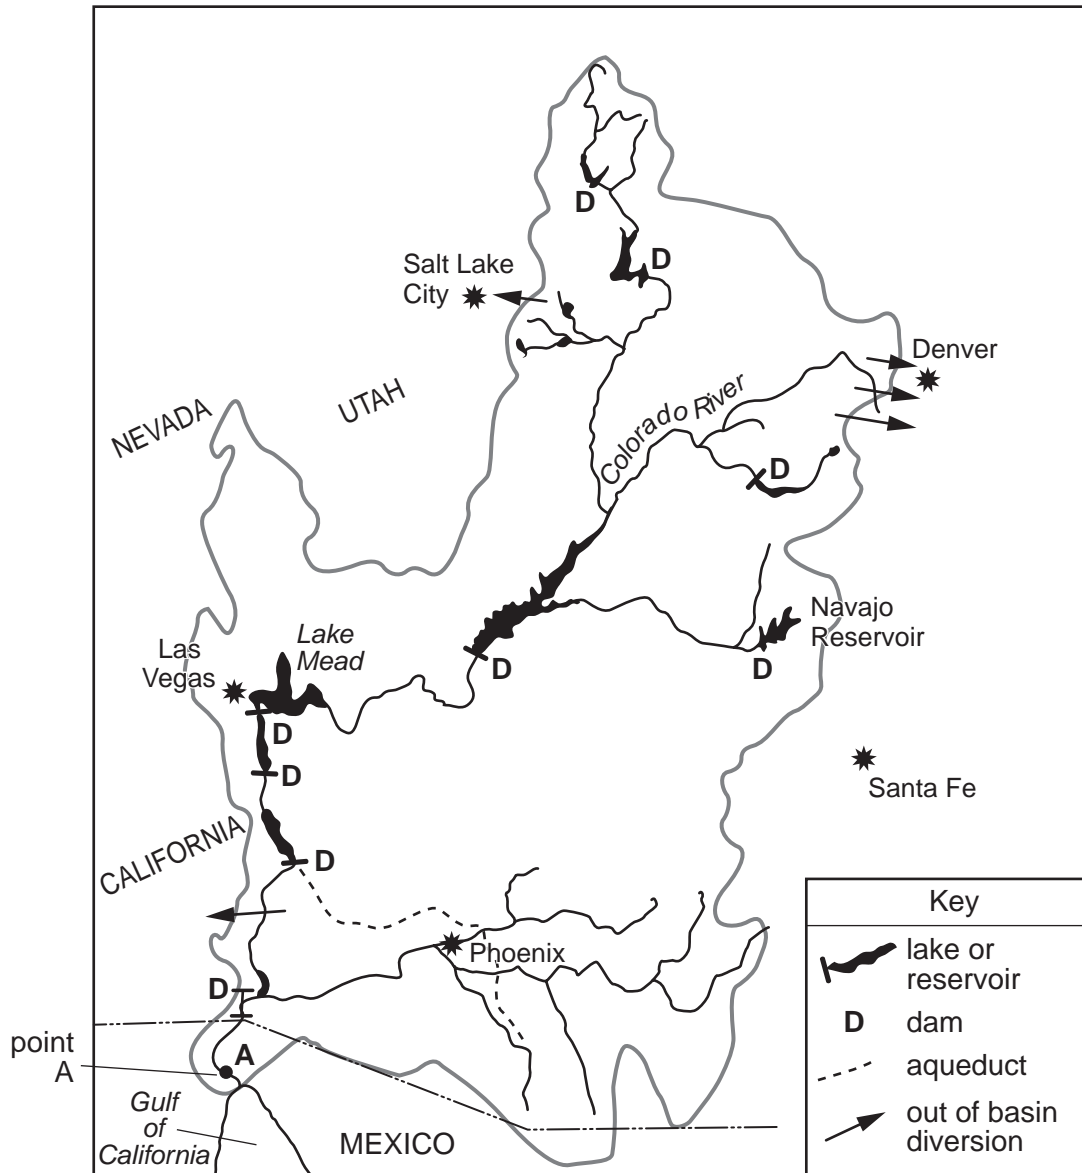 D
D
Salt Lake
City
Denver
UTAH
NEVADA
Colorado River
D
Navajo
Reservoir
D
D
Lake
Mead
Las
Vegas
D
D
Santa Fe
CALIFORNIA
D
Phoenix
D
point
A
A
Gulf
of
California
MEXICO
Key
lake or
reservoir
D dam
aqueduct
out of basin
diversion